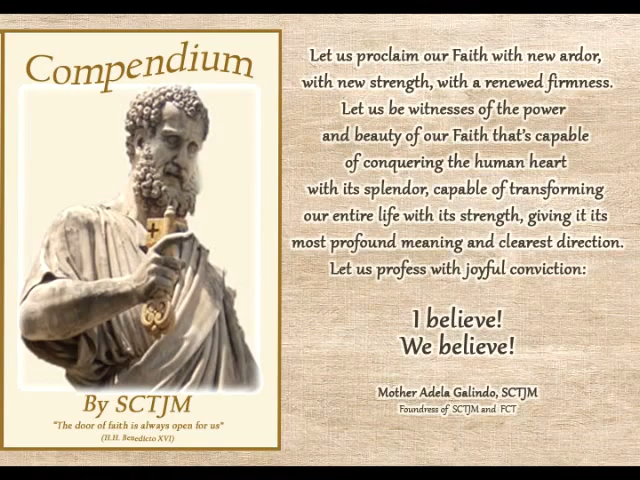 Compendium
By SCTJM
"The door of faith is always open for us"
(H.H. Benedicto XVI)
Let us proclaim our Faith with new ardor,
with new strength, with a renewed firmness.
Let us be witnesses of the power
and beauty of our Faith that's capable
of conquering the human heart
with its splendor, capable of transforming
our entire life with its strength, giving it its
most profound meaning and clearest direction.
Let us profess with joyful conviction:
I believe!
We believe!
Mother Adela Galindo, SCTJM
Foundress of SCTJM and FCT